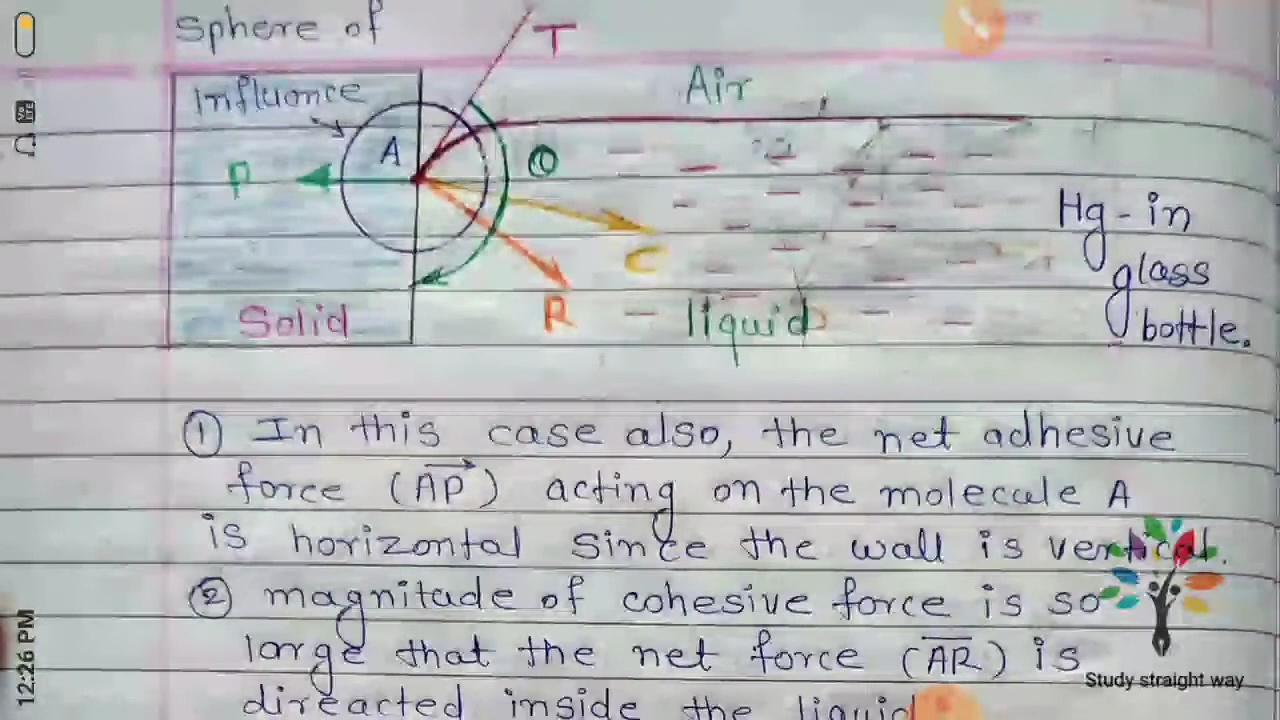 Sphere of
Influence
T
Air
A
θ
P
C
R
Solid
liquid
Hg-in
glass
bottle.
① In this case also, the net adhesive
force (AP) acting on the molecule A
is horizontal since the wall is vertical.
② magnitude of cohesive force is so
large that the net force (AR) is
direacted inside the liquid
Study straight way
12:26 PM